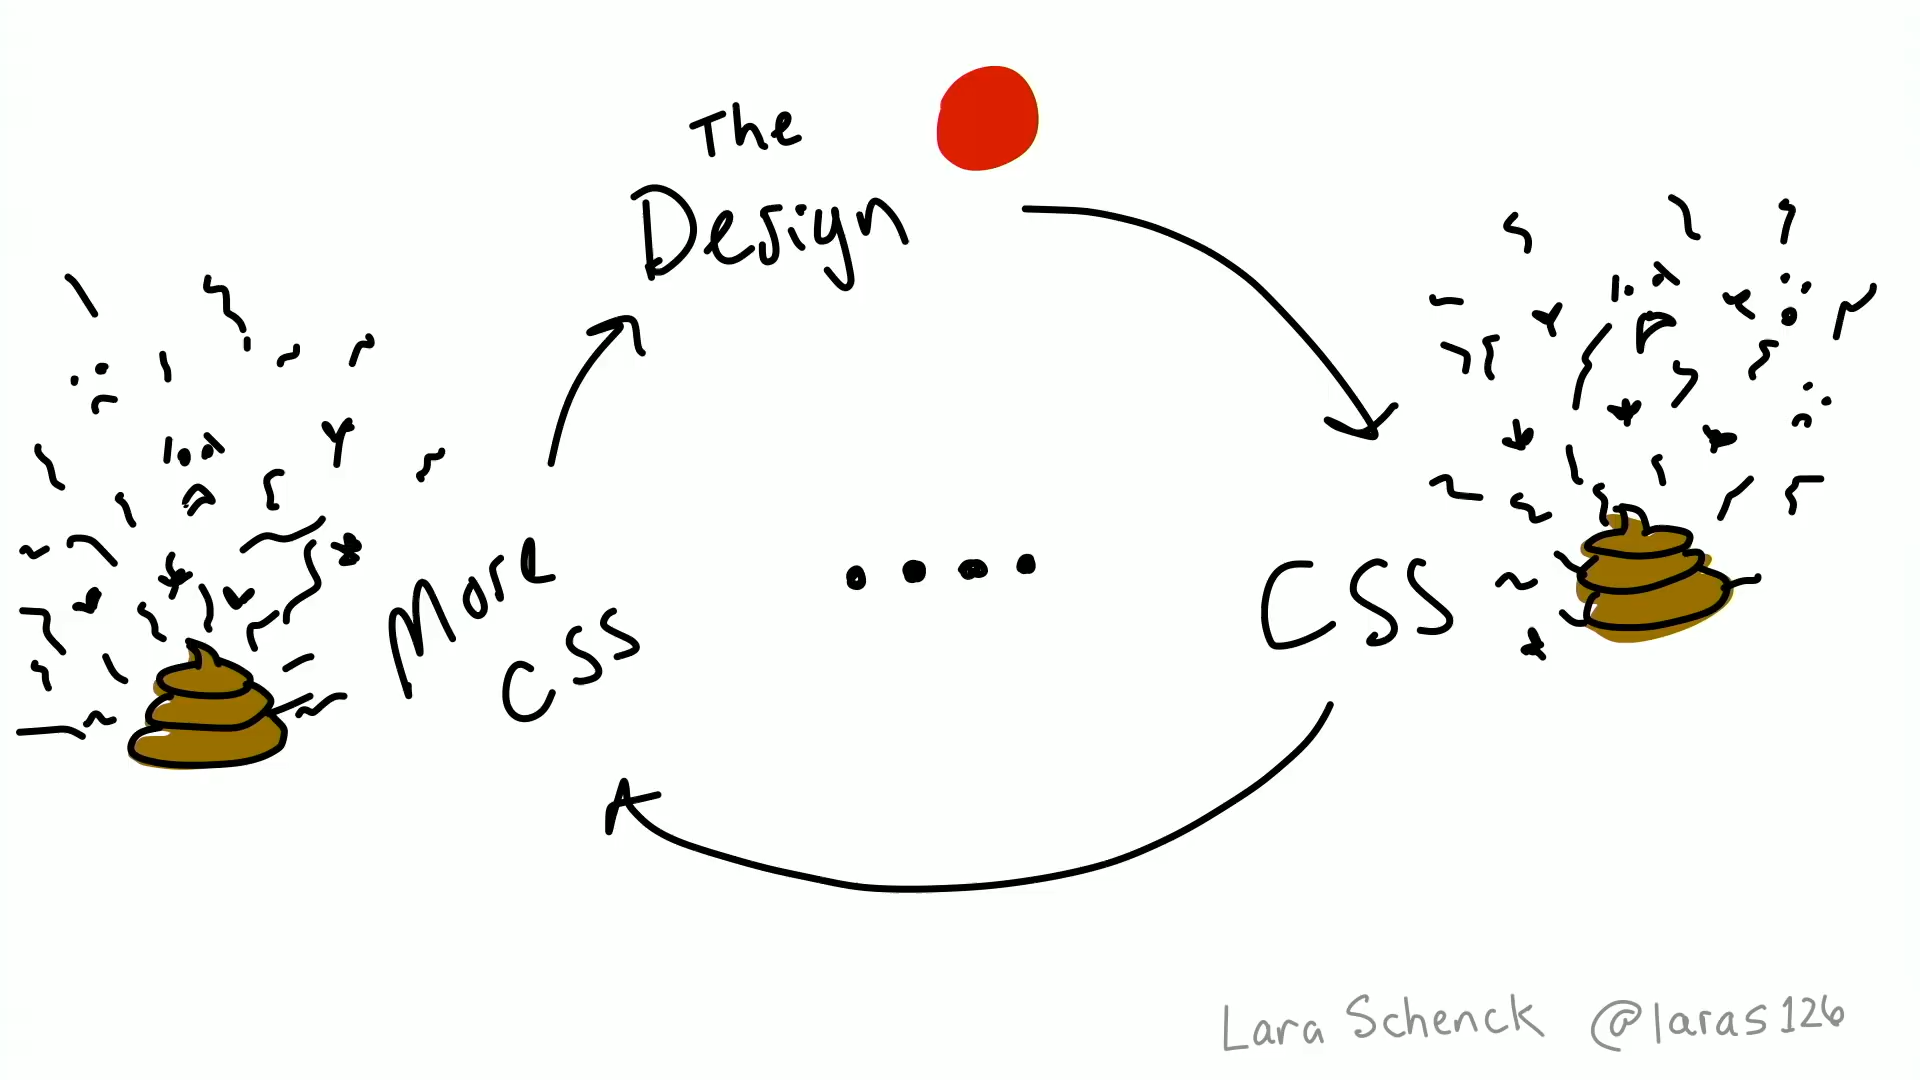 The
Design
CSS
More
CSS
Lara Schenck @laras126